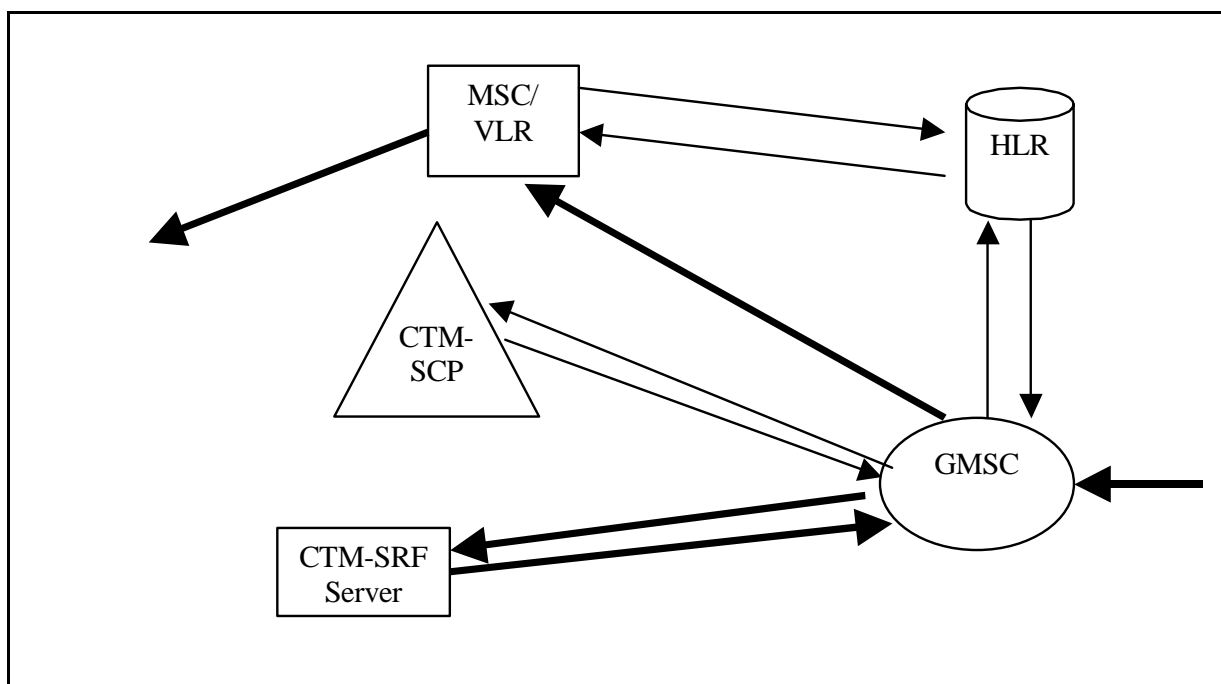 MSC/
VLR
HLR
CTM-
SCP
GMSC
CTM-SRF
Server